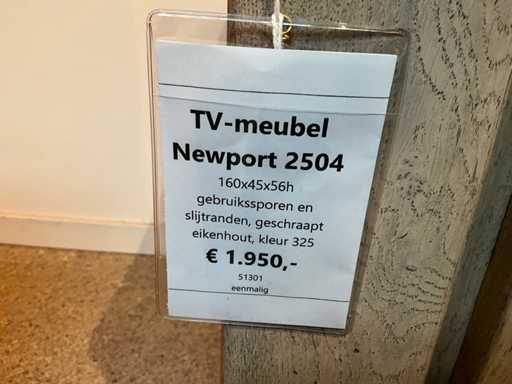 TV-meubel
Newport 2504
160x45x56h
gebruikssporen en
slijtranden, geschraapt
eikenhout, kleur 325
€ 1.950,-
51301
eenmalig